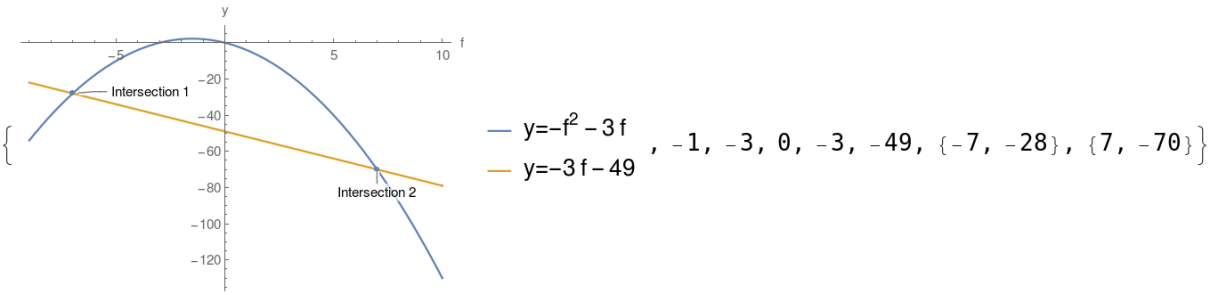 y
f
-5
5
10
-20
-40
-60
-80
-100
-120
Intersection 1
Intersection 2
y=-f² - 3 f
y=-3 f - 49
{ , -1, -3, 0, -3, -49, {-7, -28}, {7, -70}}